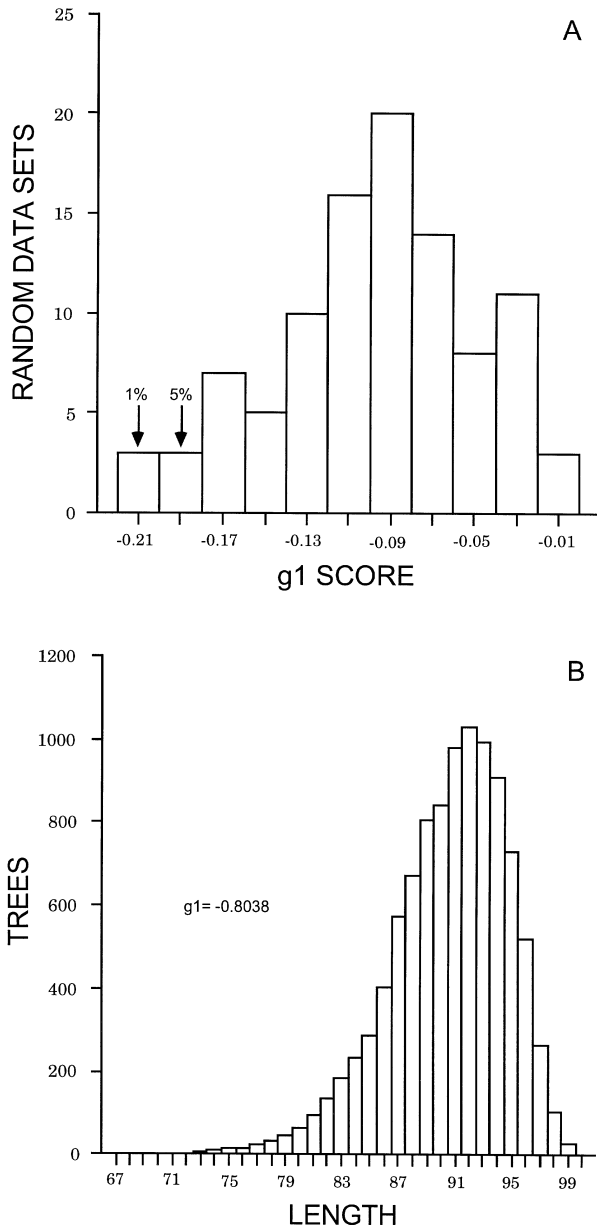 A
25
20
15
10
5
0
RANDOM DATA SETS
1% 5%
-0.21 -0.17 -0.13 -0.09 -0.05 -0.01
g1 SCORE
B
1200
1000
800
600
400
200
0
TREES
g1= -0.8038
67 71 75 79 83 87 91 95 99
LENGTH